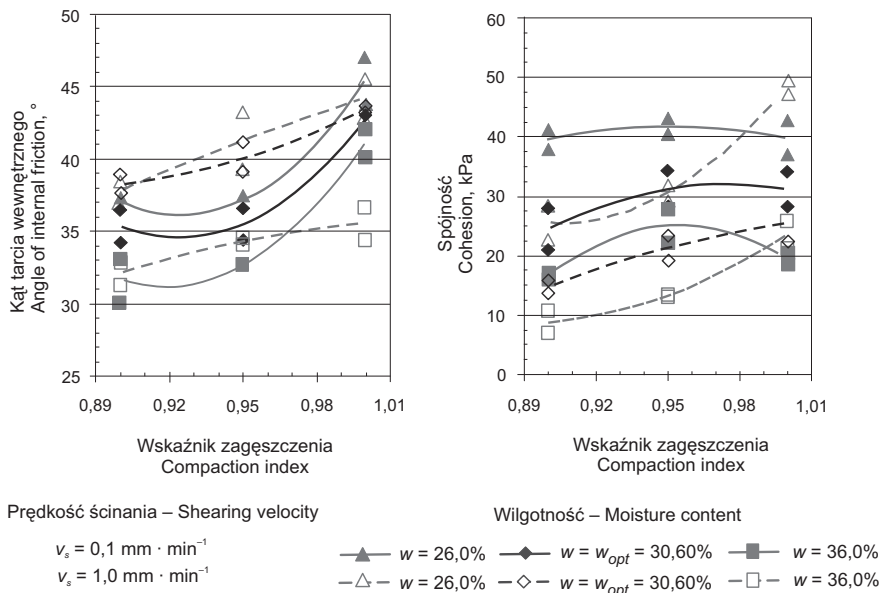 50
45
40
35
30
25
0,89
0,92
0,95
0,98
1,01
Kąt tarcia wewnętrznego
Angle of internal friction, °
Wskaźnik zagęszczenia
Compaction index
60
50
40
30
20
10
0
0,89
0,92
0,95
0,98
1,01
Spójność
Cohesion, kPa
Wskaźnik zagęszczenia
Compaction index
Prędkość ścinania – Shearing velocity
Wilgotność – Moisture content
vs = 0,1 mm · min⁻¹
w = 26,0%
w = wopt = 30,60%
w = 36,0%
vs = 1,0 mm · min⁻¹
w = 26,0%
w = wopt = 30,60%
w = 36,0%